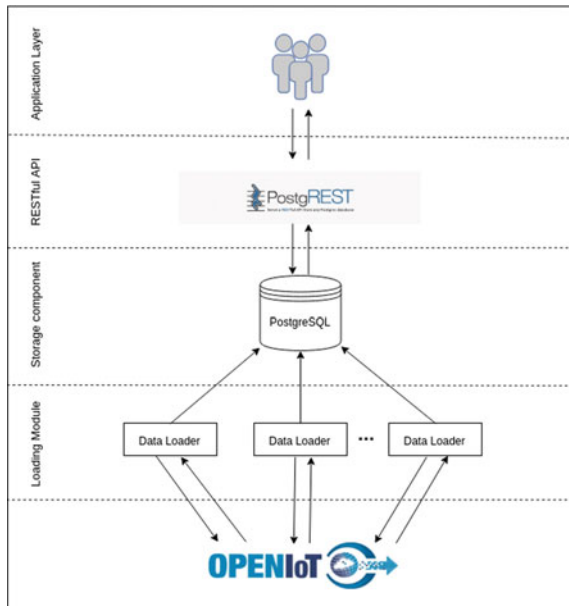 Application Layer
RESTful API
PostgREST
Storage component
PostgreSQL
Loading Module
Data Loader
Data Loader
...
Data Loader
OPENIoT